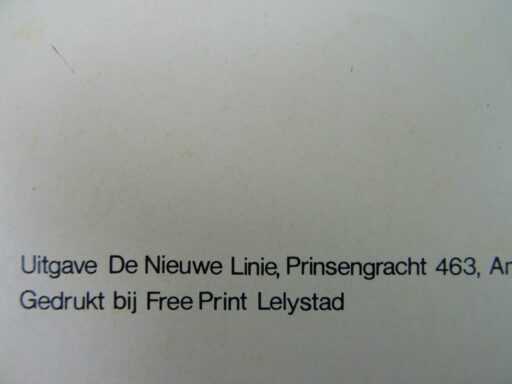 Uitgave De Nieuwe Linie, Prinsengracht 463,
Gedrukt bij Free Print Lelystad